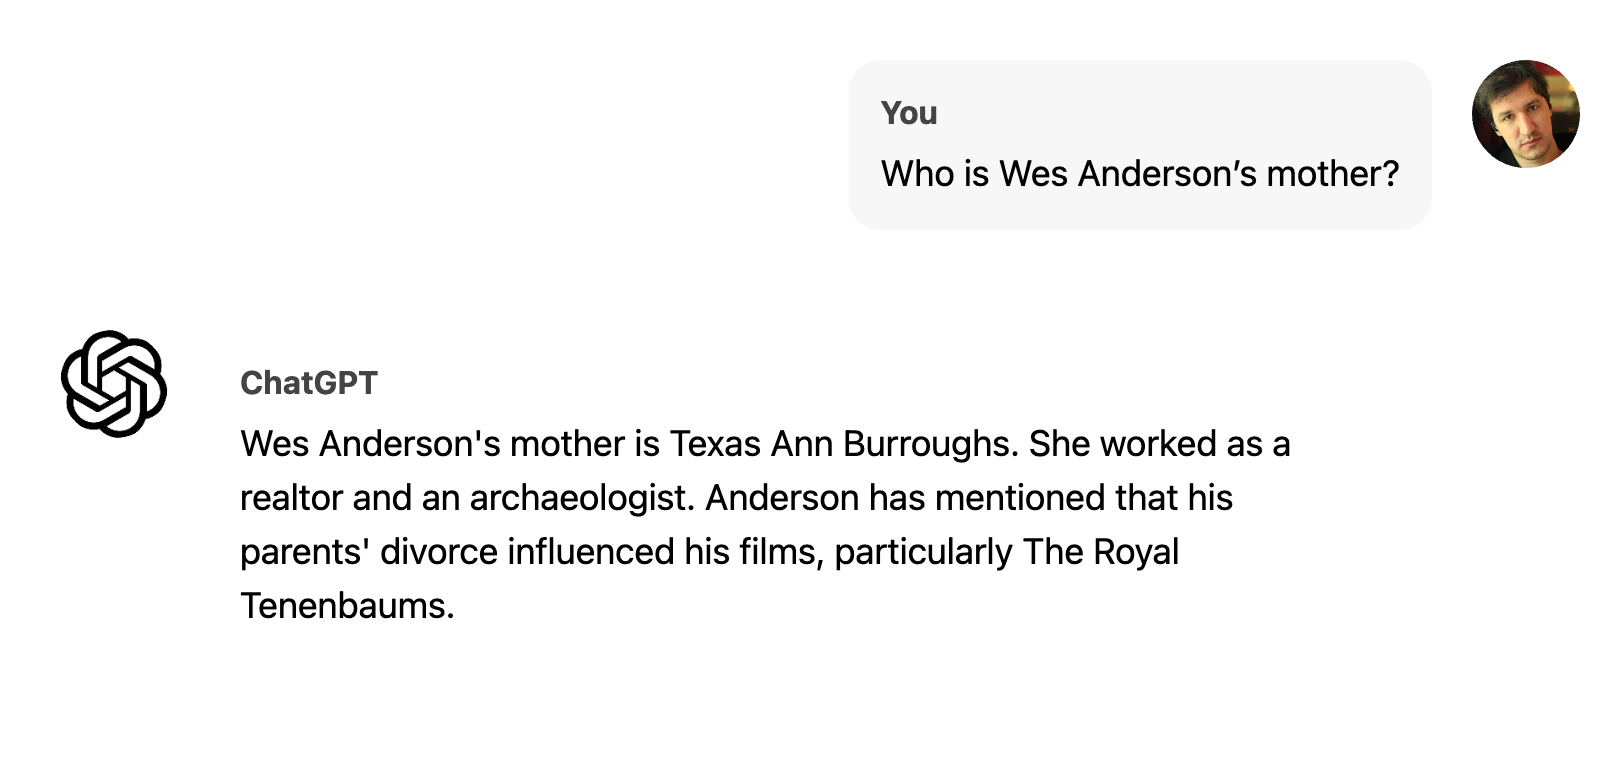 You
Who is Wes Anderson’s mother?
ChatGPT
Wes Anderson's mother is Texas Ann Burroughs. She worked as a
realtor and an archaeologist. Anderson has mentioned that his
parents' divorce influenced his films, particularly The Royal
Tenenbaums.